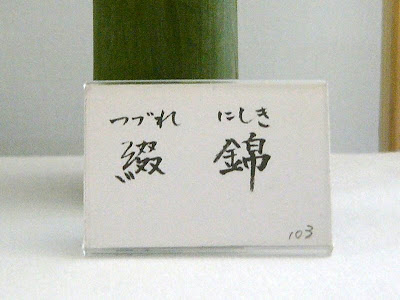 つづれ にしき
綴 錦
103